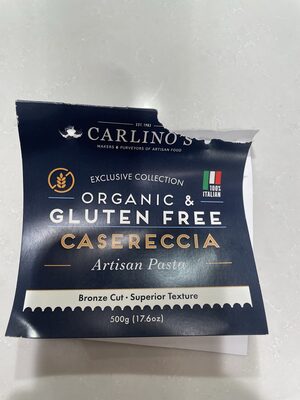 EST. 1983
CARLINO'S
MAKERS & PURVEYORS OF ARTISAN FOOD
EXCLUSIVE COLLECTION
100%
ITALIAN
ORGANIC &
GLUTEN FREE
CASERECCIA
Artisan Pasta
Bronze Cut · Superior Texture
500g (17.6oz)